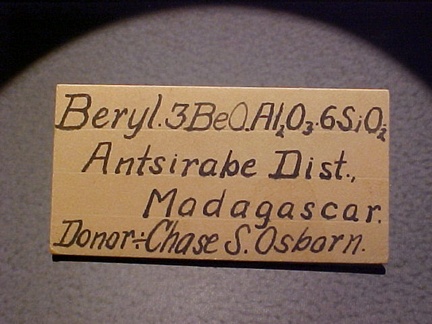 Beryl. 3BeO.Al₂O₃.6SiO₂
Antsirabe Dist.,
Madagascar.
Donor:-Chase S. Osborn.